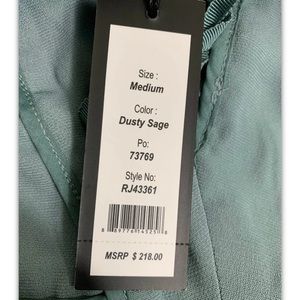 Size :
Medium
Color :
Dusty Sage
Po:
73769
Style No:
RJ43361
MSRP $ 218.00